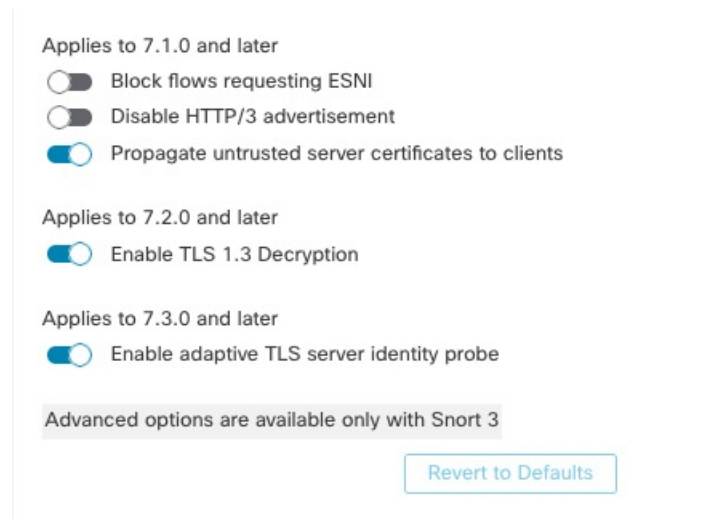 Applies to 7.1.0 and later
Block flows requesting ESNI
Disable HTTP/3 advertisement
Propagate untrusted server certificates to clients
Applies to 7.2.0 and later
Enable TLS 1.3 Decryption
Applies to 7.3.0 and later
Enable adaptive TLS server identity probe
Advanced options are available only with Snort 3
Revert to Defaults